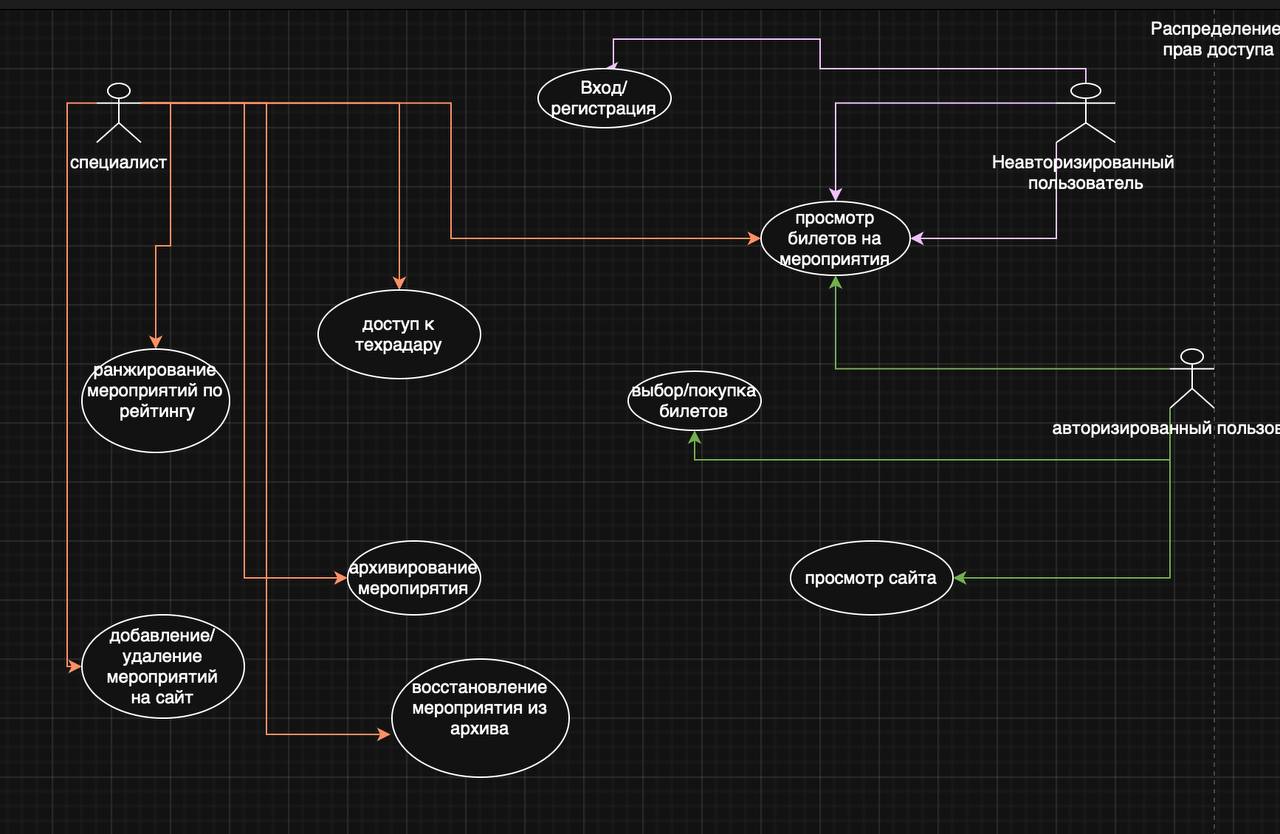 Распределение
прав доступа
Вход/
регистрация
специалист
Неавторизированный
пользователь
просмотр
билетов на
мероприятия
доступ к
техрадару
ранжирование
мероприятий по
рейтингу
выбор/покупка
билетов
авторизированный пользов
архивирование
меропирятия
просмотр сайта
добавление/
удаление
мероприятий
на сайт
восстановление
мероприятия из
архива